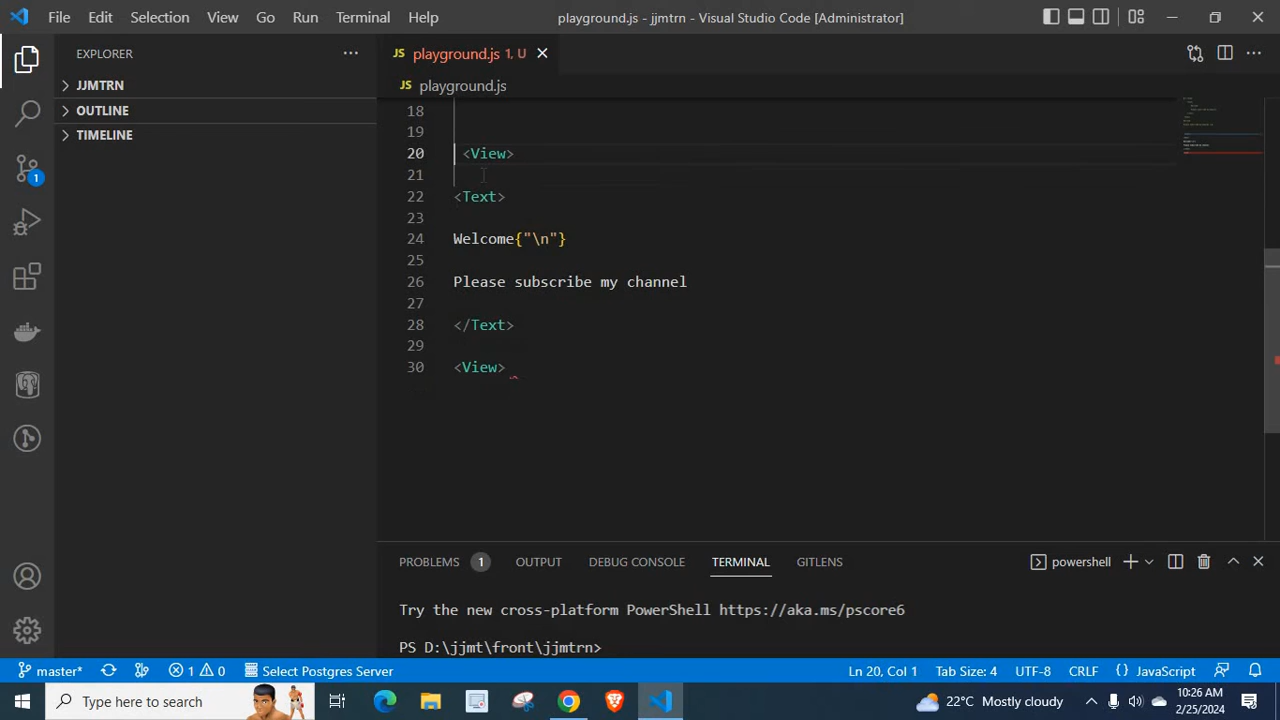 File Edit Selection View Go Run Terminal Help playground.js - jjmtrn - Visual Studio Code [Administrator]
EXPLORER
JS playground.js 1, U
JJMTRN
JS playground.js
OUTLINE
TIMELINE
18
19
20 <View>
21
22 <Text>
23
24 Welcome{"\n"}
25
26 Please subscribe my channel
27
28 </Text>
29
30 <View>
1
PROBLEMS 1 OUTPUT DEBUG CONSOLE TERMINAL GITLENS powershell
Try the new cross-platform PowerShell https://aka.ms/pscore6
PS D:\jjmt\front\jjmtrn>
master* 1 0 Select Postgres Server Ln 20, Col 1 Tab Size: 4 UTF-8 CRLF {} JavaScript
Type here to search 22°C Mostly cloudy 10:26 AM
2/25/2024